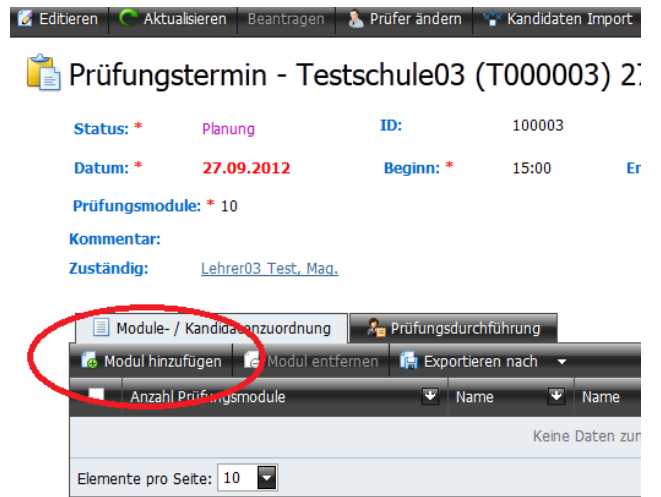 Editieren Aktualisieren Beantragen Prüfer ändern Kandidaten Import
Prüfungstermin - Testschule03 (T000003) 27
Status: * Planung ID: 100003
Datum: * 27.09.2012 Beginn: * 15:00 En
Prüfungsmodule: * 10
Kommentar:
Zuständig: Lehrer03 Test, Mag.
Module- / Kandidatenzuordnung Prüfungsdurchführung
Modul hinzufügen Modul entfernen Exportieren nach
Anzahl Prüfungsmodule Name Name
Keine Daten zur
Elemente pro Seite: 10